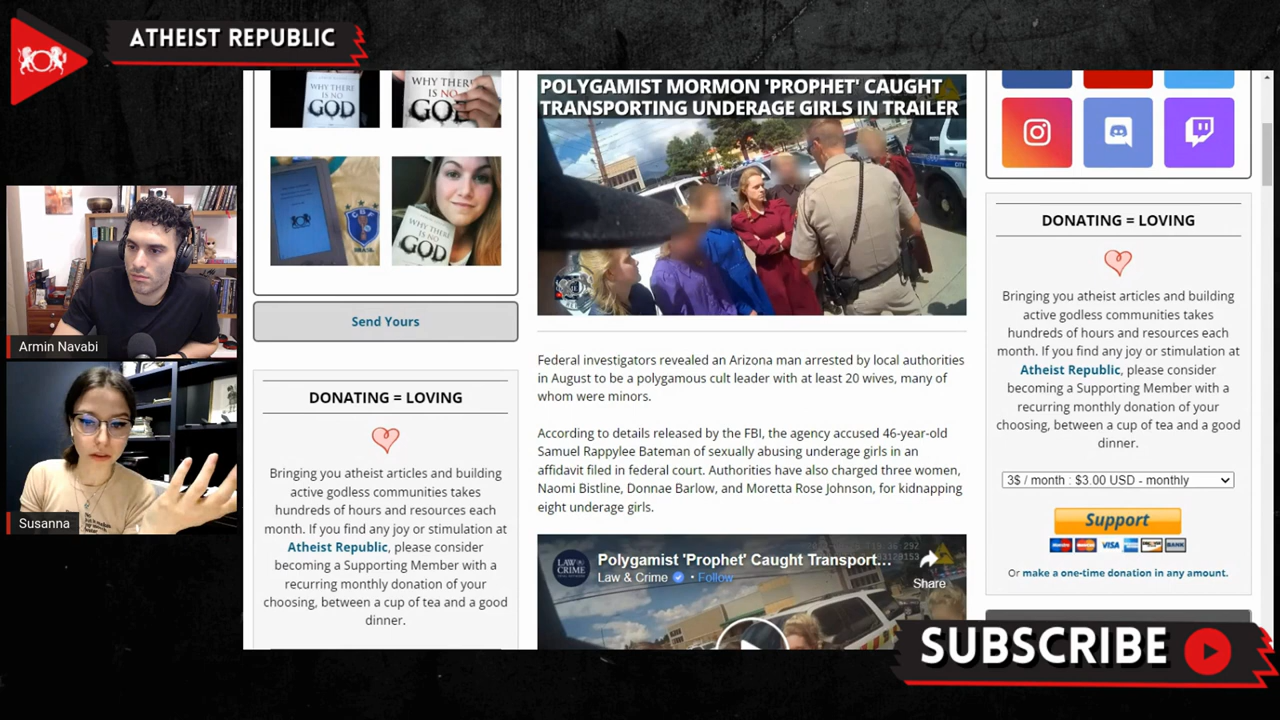 ATHEIST REPUBLIC
Armin Navabi
Susanna
WHY THERE
IS NO
GOD
WHY THERE
IS NO
GOD
WHY THERE
IS NO
GOD
CBF
BRASIL
Send Yours
DONATING = LOVING
Bringing you atheist articles and building
active godless communities takes
hundreds of hours and resources each
month. If you find any joy or stimulation at
Atheist Republic, please consider
becoming a Supporting Member with a
recurring monthly donation of your
choosing, between a cup of tea and a good
dinner.
POLYGAMIST MORMON 'PROPHET' CAUGHT
TRANSPORTING UNDERAGE GIRLS IN TRAILER
Federal investigators revealed an Arizona man arrested by local authorities
in August to be a polygamous cult leader with at least 20 wives, many of
whom were minors.
According to details released by the FBI, the agency accused 46-year-old
Samuel Rappylee Bateman of sexually abusing underage girls in an
affidavit filed in federal court. Authorities have also charged three women,
Naomi Bistline, Donnae Barlow, and Moretta Rose Johnson, for kidnapping
eight underage girls.
LAW &
CRIME
Polygamist 'Prophet' Caught Transport...
Law & Crime • Follow
Share
DONATING = LOVING
Bringing you atheist articles and building
active godless communities takes
hundreds of hours and resources each
month. If you find any joy or stimulation at
Atheist Republic, please consider
becoming a Supporting Member with a
recurring monthly donation of your
choosing, between a cup of tea and a good
dinner.
3$ / month : $3.00 USD - monthly
Support
VISA
BANK
Or make a one-time donation in any amount.
SUBSCRIBE